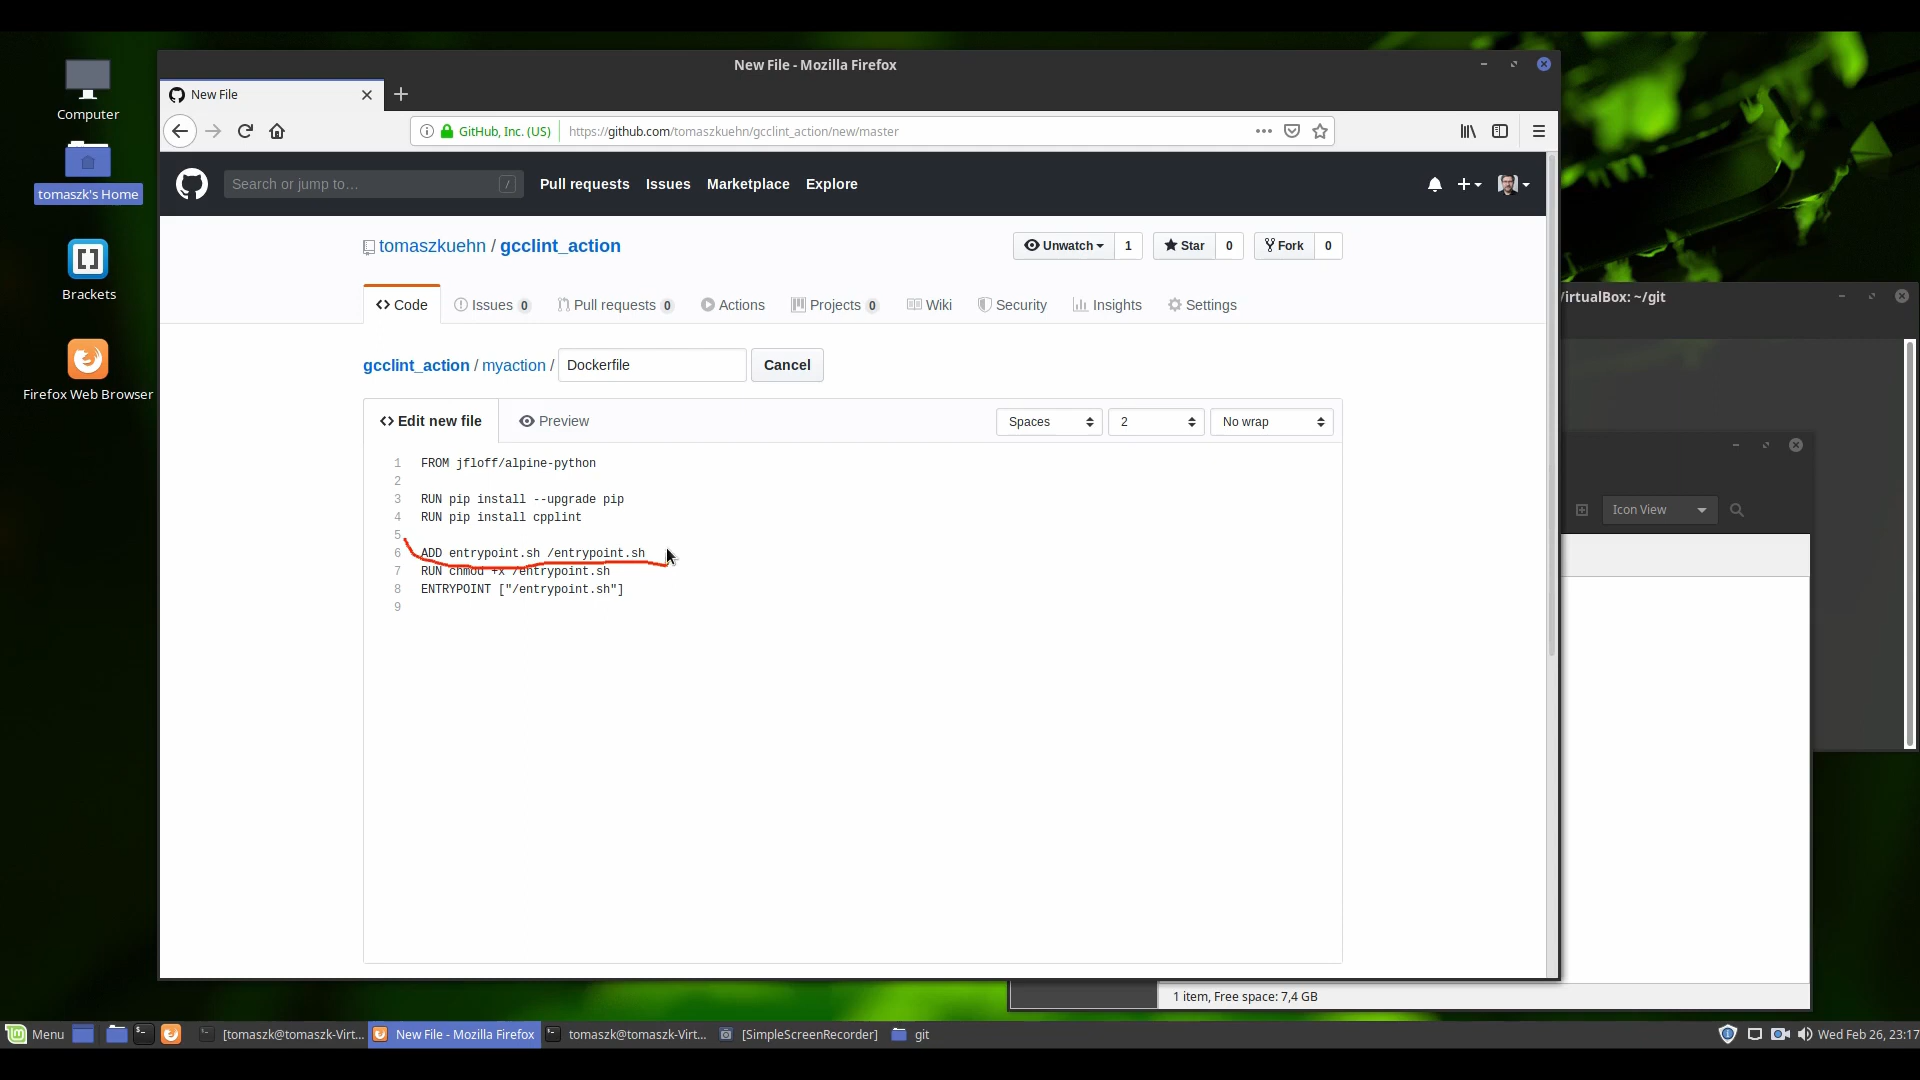 New File - Mozilla Firefox
New File
GitHub, Inc. (US)
https://github.com/tomaszkuehn/gcclint_action/new/master
Search or jump to…
/
Pull requests
Issues
Marketplace
Explore
tomaszkuehn / gcclint_action
Unwatch 1
Star 0
Fork 0
Code
Issues 0
Pull requests 0
Actions
Projects 0
Wiki
Security
Insights
Settings
gcclint_action / myaction / Dockerfile
Cancel
Edit new file
Preview
Spaces
2
No wrap
1 FROM jfloff/alpine-python
2
3 RUN pip install --upgrade pip
4 RUN pip install cpplint
5
6 ADD entrypoint.sh /entrypoint.sh
7 RUN chmod +x /entrypoint.sh
8 ENTRYPOINT ["/entrypoint.sh"]
9
Computer
tomaszk's Home
Brackets
Firefox Web Browser
/irtualBox: ~/git
Icon View
1 item, Free space: 7,4 GB
Menu
[tomaszk@tomaszk-Virt...
New File - Mozilla Firefox
tomaszk@tomaszk-Virt...
[SimpleScreenRecorder]
git
Wed Feb 26, 23:17